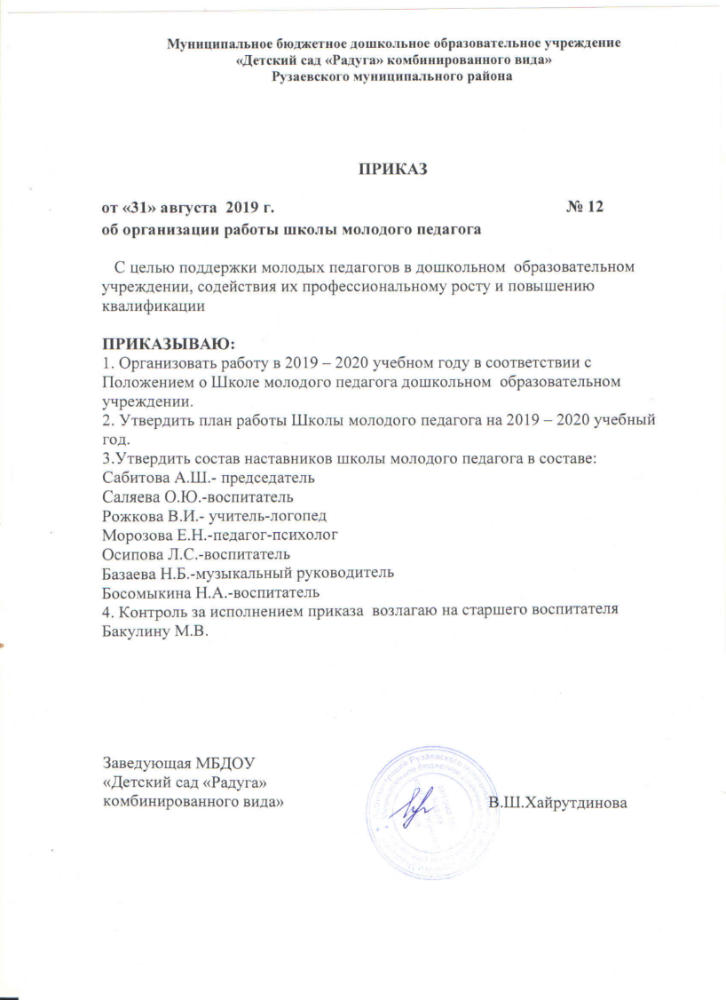 Муниципальное бюджетное дошкольное образовательное учреждение
«Детский сад «Радуга» комбинированного вида»
Рузаевского муниципального района
ПРИКАЗ
от «31» августа 2019 г. № 12
об организации работы школы молодого педагога
С целью поддержки молодых педагогов в дошкольном образовательном
учреждении, содействия их профессиональному росту и повышению
квалификации
ПРИКАЗЫВАЮ:
1. Организовать работу в 2019 – 2020 учебном году в соответствии с
Положением о Школе молодого педагога дошкольном образовательном
учреждении.
2. Утвердить план работы Школы молодого педагога на 2019 – 2020 учебный
год.
3.Утвердить состав наставников школы молодого педагога в составе:
Сабитова А.Ш.- председатель
Саляева О.Ю.-воспитатель
Рожкова В.И.- учитель-логопед
Морозова Е.Н.-педагог-психолог
Осипова Л.С.-воспитатель
Базаева Н.Б.-музыкальный руководитель
Босомыкина Н.А.-воспитатель
4. Контроль за исполнением приказа возлагаю на старшего воспитателя
Бакулину М.В.
Заведующая МБДОУ
«Детский сад «Радуга»
комбинированного вида» В.Ш.Хайрутдинова